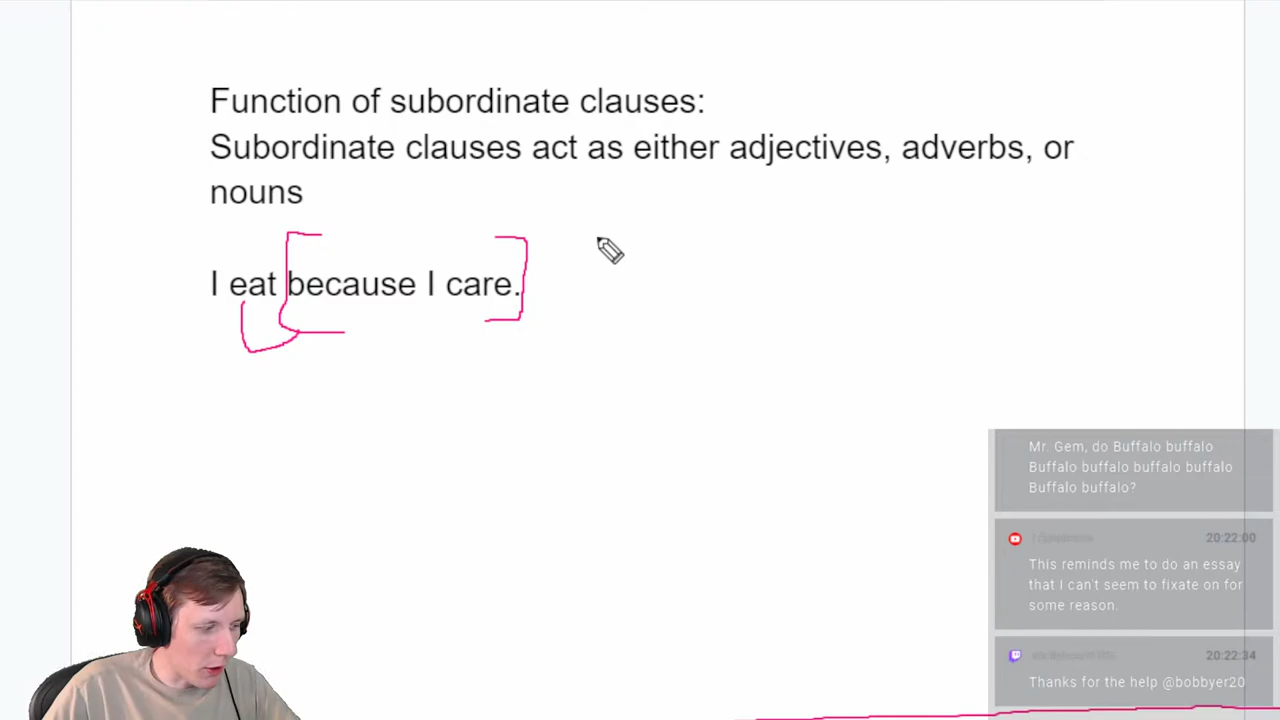 Function of subordinate clauses:
Subordinate clauses act as either adjectives, adverbs, or
nouns
I eat because I care.
Mr. Gem, do Buffalo buffalo
Buffalo buffalo buffalo buffalo
Buffalo buffalo?
20:22:00
This reminds me to do an essay
that I can't seem to fixate on for
some reason.
20:22:34
Thanks for the help @bobbyer20